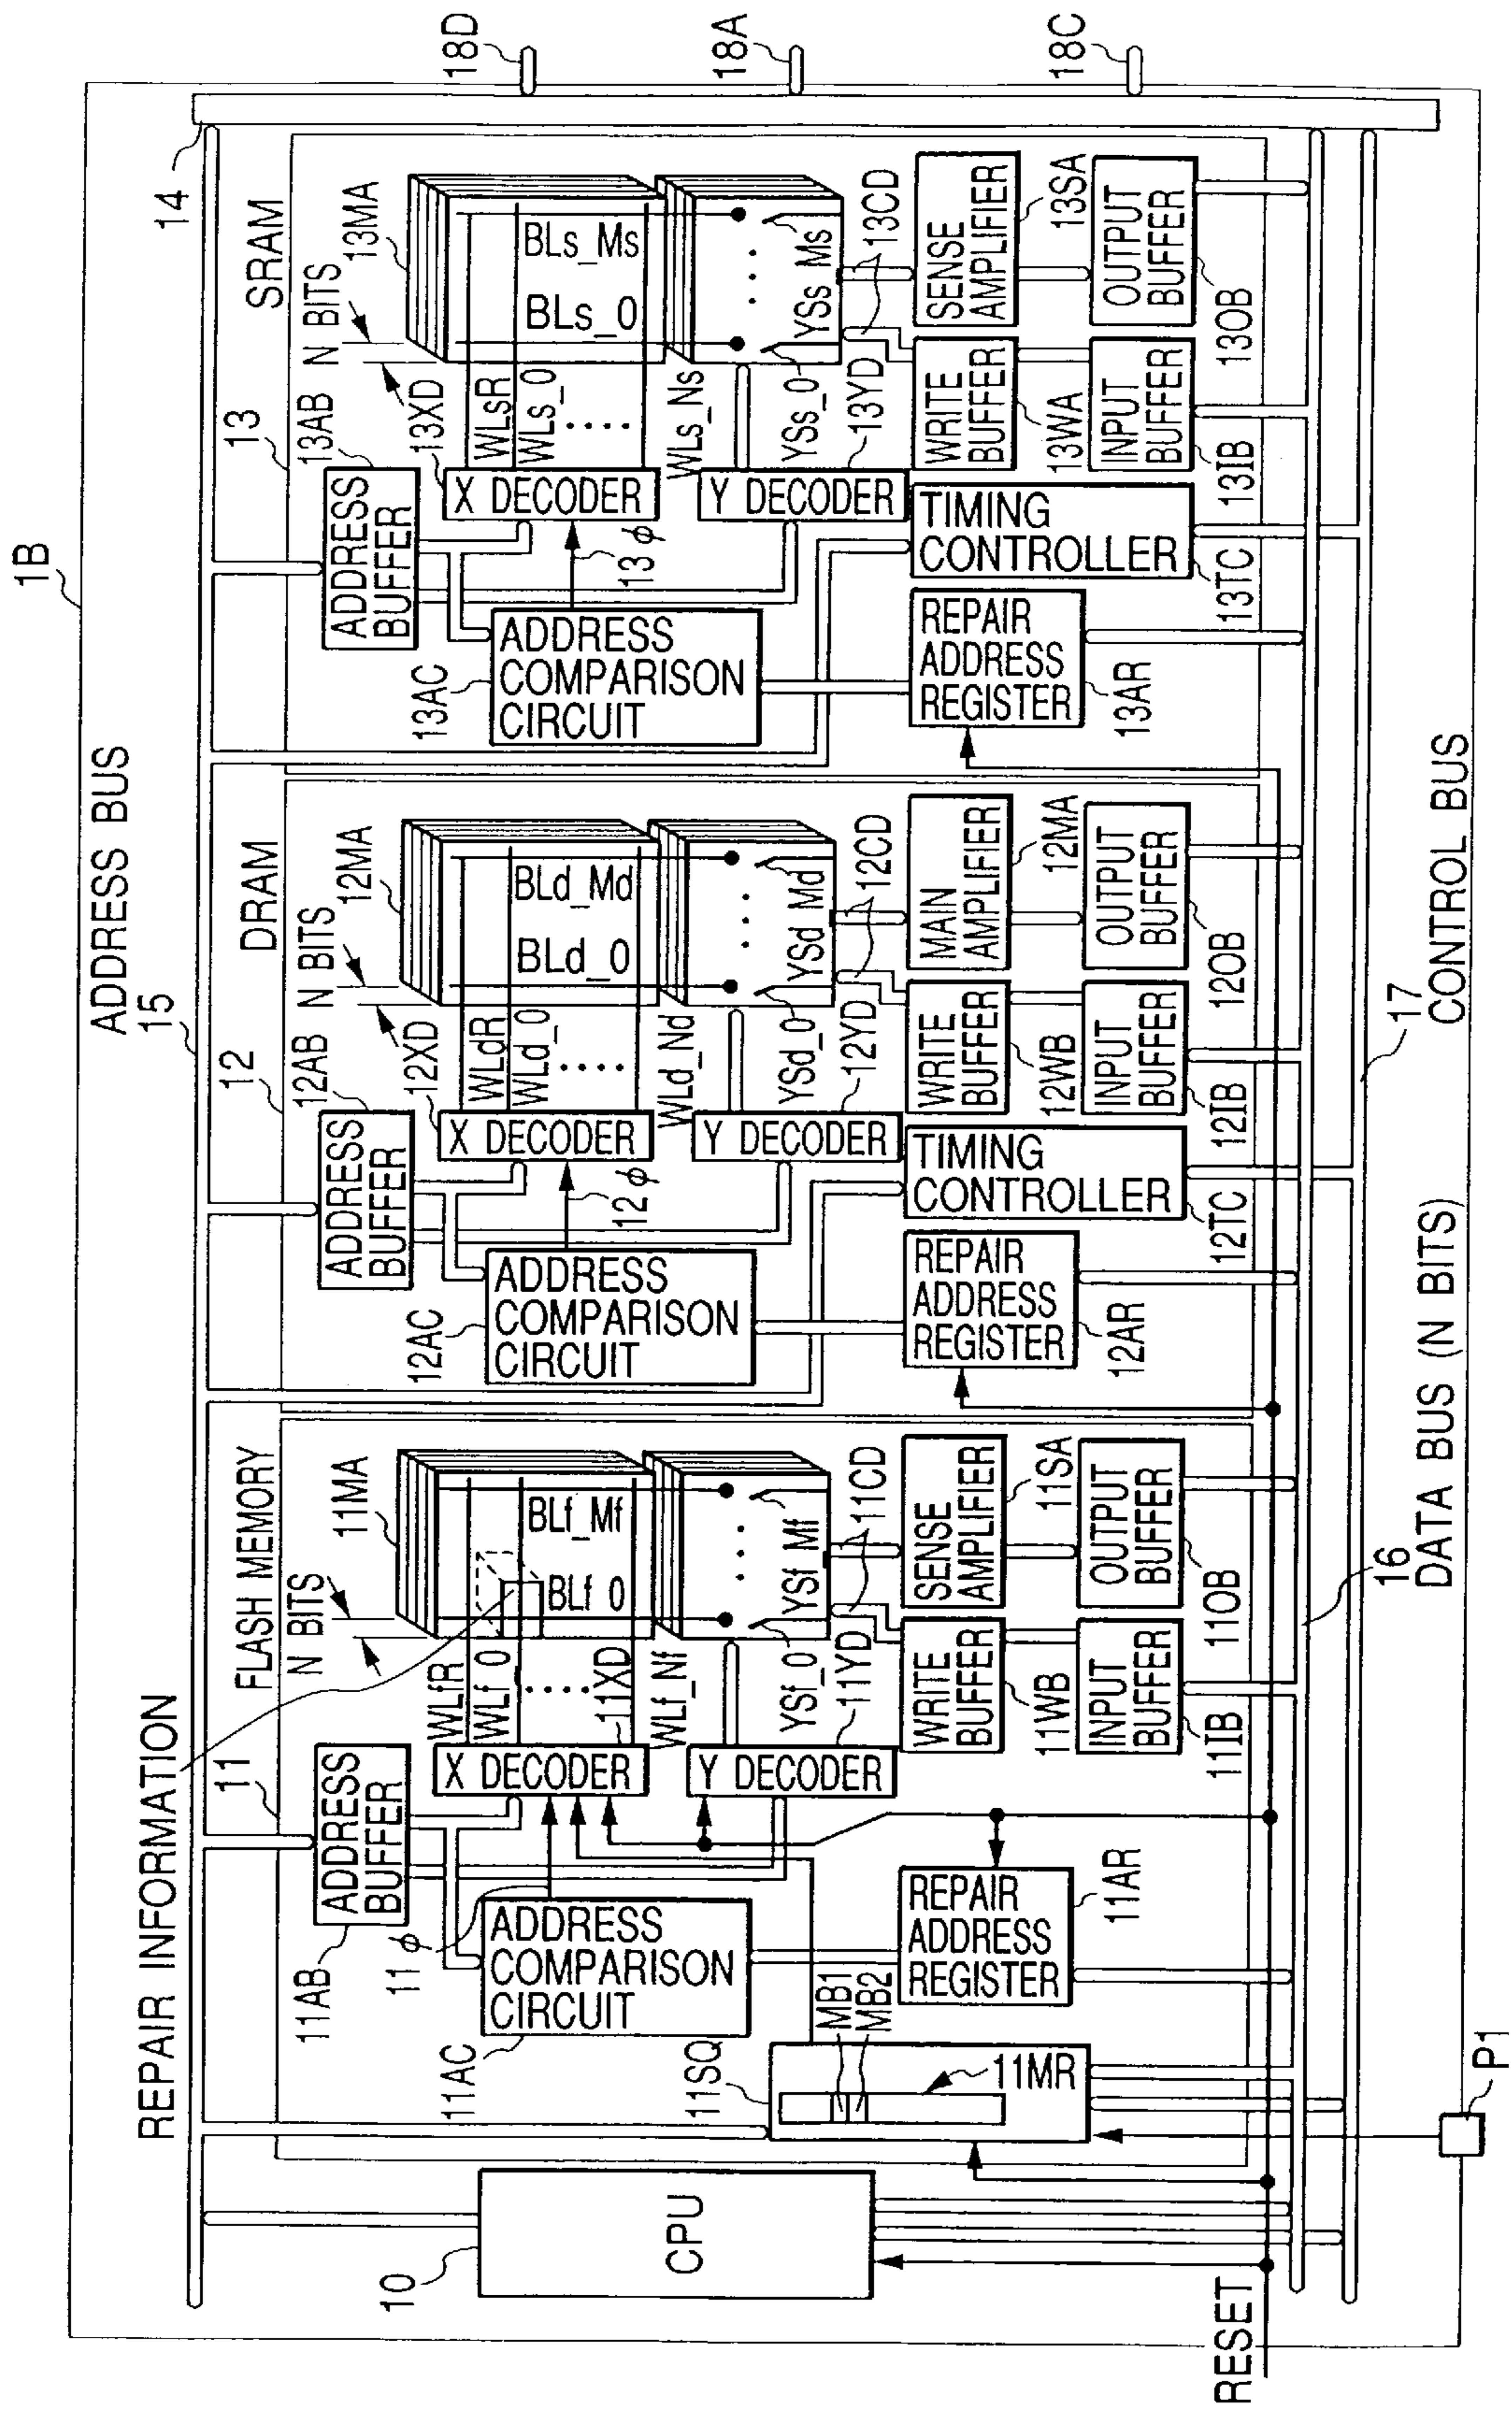 1B
ADDRESS BUS
15
14
REPAIR INFORMATION
FLASH MEMORY
11
N BITS
11MA
11AB
ADDRESS
BUFFER
WLfR
WLf_0
BLf_Mf
BLf_0
X DECODER
11XD
WLf_Nf
11φ
11AC
ADDRESS
COMPARISON
CIRCUIT
Y DECODER
11YD
YSf_0
YSf_Mf
11CD
SENSE
AMPLIFIER
11SA
WRITE
BUFFER
11WB
INPUT
BUFFER
11IB
OUTPUT
BUFFER
11OB
REPAIR
ADDRESS
REGISTER
11AR
MB1
MB2
11SQ
11MR
10
CPU
RESET
P1
DRAM
12
N BITS
12MA
12AB
ADDRESS
BUFFER
12XD
X DECODER
WLdR
WLd_0
BLd_Md
BLd_0
WLd_Nd
12φ
12AC
ADDRESS
COMPARISON
CIRCUIT
Y DECODER
12YD
YSd_0
YSd_Md
12CD
MAIN
AMPLIFIER
12MA
WRITE
BUFFER
12WB
INPUT
BUFFER
12IB
OUTPUT
BUFFER
12OB
TIMING
CONTROLLER
12TC
REPAIR
ADDRESS
REGISTER
12AR
SRAM
13
N BITS
13MA
13AB
ADDRESS
BUFFER
13XD
X DECODER
WLsR
WLs_0
BLs_Ms
BLs_0
WLs_Ns
13φ
13AC
ADDRESS
COMPARISON
CIRCUIT
Y DECODER
13YD
YSs_0
YSs_Ms
13CD
SENSE
AMPLIFIER
13SA
WRITE
BUFFER
13WA
INPUT
BUFFER
13IB
OUTPUT
BUFFER
13OB
TIMING
CONTROLLER
13TC
REPAIR
ADDRESS
REGISTER
13AR
18D
18A
18C
16
DATA BUS (N BITS)
17
CONTROL BUS